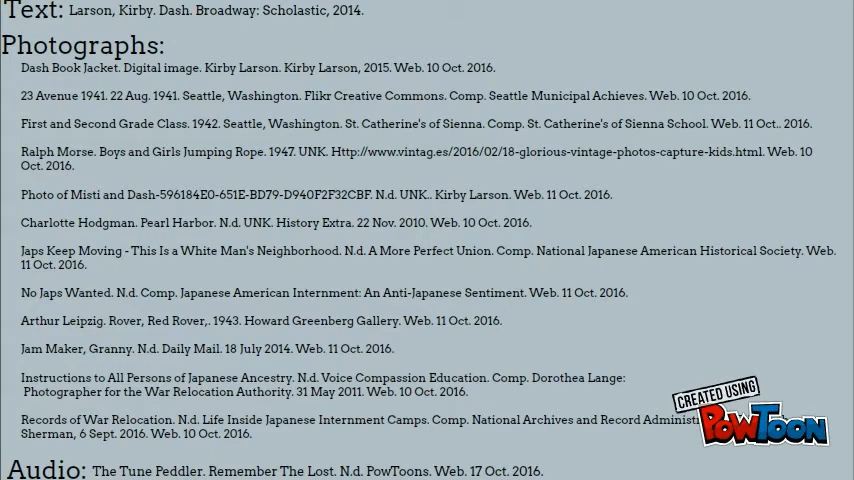 Text: Larson, Kirby. Dash. Broadway: Scholastic, 2014.
Photographs:
Dash Book Jacket. Digital image. Kirby Larson. Kirby Larson, 2015. Web. 10 Oct. 2016.
23 Avenue 1941. 22 Aug. 1941. Seattle, Washington. Flikr Creative Commons. Comp. Seattle Municipal Achieves. Web. 10 Oct. 2016.
First and Second Grade Class. 1942. Seattle, Washington. St. Catherine's of Sienna. Comp. St. Catherine's of Sienna School. Web. 11 Oct.. 2016.
Ralph Morse. Boys and Girls Jumping Rope. 1947. UNK. Http://www.vintag.es/2016/02/18-glorious-vintage-photos-capture-kids.html. Web. 10
Oct. 2016.
Photo of Misti and Dash-596184E0-651E-BD79-D940F2F32CBF. N.d. UNK.. Kirby Larson. Web. 11 Oct. 2016.
Charlotte Hodgman. Pearl Harbor. N.d. UNK. History Extra. 22 Nov. 2010. Web. 10 Oct. 2016.
Japs Keep Moving - This Is a White Man's Neighborhood. N.d. A More Perfect Union. Comp. National Japanese American Historical Society. Web.
11 Oct. 2016.
No Japs Wanted. N.d. Comp. Japanese American Internment: An Anti-Japanese Sentiment. Web. 11 Oct. 2016.
Arthur Leipzig. Rover, Red Rover,. 1943. Howard Greenberg Gallery. Web. 11 Oct. 2016.
Jam Maker, Granny. N.d. Daily Mail. 18 July 2014. Web. 11 Oct. 2016.
Instructions to All Persons of Japanese Ancestry. N.d. Voice Compassion Education. Comp. Dorothea Lange:
Photographer for the War Relocation Authority. 31 May 2011. Web. 10 Oct. 2016.
Records of War Relocation. N.d. Life Inside Japanese Internment Camps. Comp. National Archives and Record
Sherman, 6 Sept. 2016. Web. 10 Oct. 2016.
CREATED USING
POWTOON
Audio: The Tune Peddler. Remember The Lost. N.d. PowToons. Web. 17 Oct. 2016.